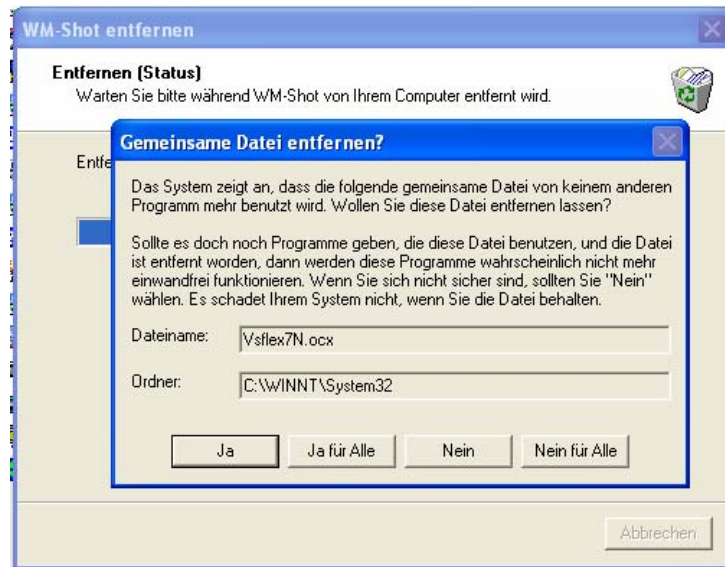 WM-Shot entfernen
Entfernen (Status)
Warten Sie bitte während WM-Shot von Ihrem Computer entfernt wird.
Gemeinsame Datei entfernen?
Das System zeigt an, dass die folgende gemeinsame Datei von keinem anderen
Programm mehr benutzt wird. Wollen Sie diese Datei entfernen lassen?
Sollte es doch noch Programme geben, die diese Datei benutzen, und die Datei
ist entfernt worden, dann werden diese Programme wahrscheinlich nicht mehr
einwandfrei funktionieren. Wenn Sie sich nicht sicher sind, sollten Sie "Nein"
wählen. Es schadet Ihrem System nicht, wenn Sie die Datei behalten.
Dateiname: Vsflex7N.ocx
Ordner: C:\WINNT\System32
Ja Ja für Alle Nein Nein für Alle
Abbrechen